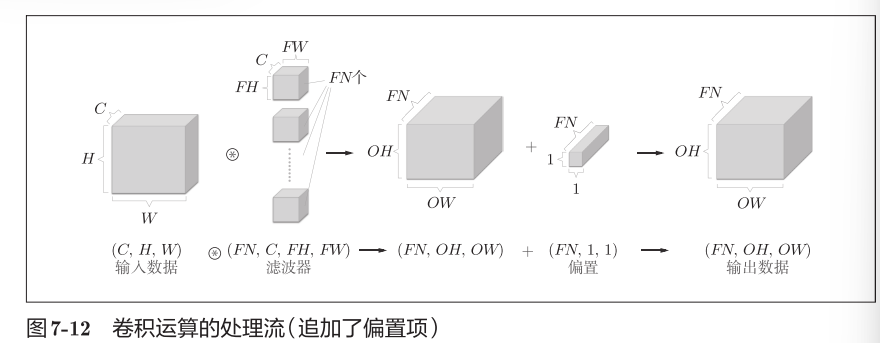 C FW
FH FN个
C H W
⊛
FN OH OW
+
FN 1 1
FN OH OW
(C, H, W) ⊛ (FN, C, FH, FW) (FN, OH, OW) + (FN, 1, 1) (FN, OH, OW)
输入数据 滤波器 偏置 输出数据
图7-12 卷积运算的处理流(追加了偏置项)